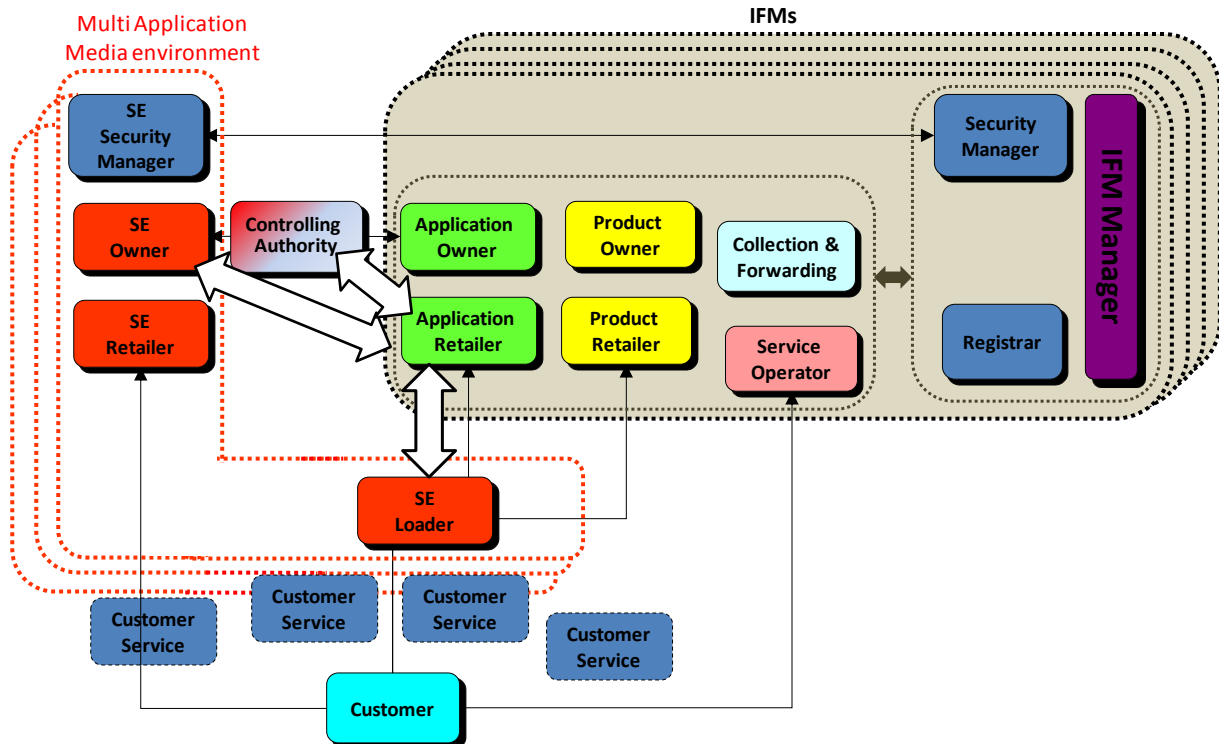 Multi Application
Media environment
IFMs
SE
Security
Manager
Security
Manager
IFM Manager
SE
Owner
Controlling
Authority
Application
Owner
Product
Owner
Collection &
Forwarding
SE
Retailer
Application
Retailer
Product
Retailer
Service
Operator
Registrar
SE
Loader
Customer
Service
Customer
Service
Customer
Service
Customer
Service
Customer